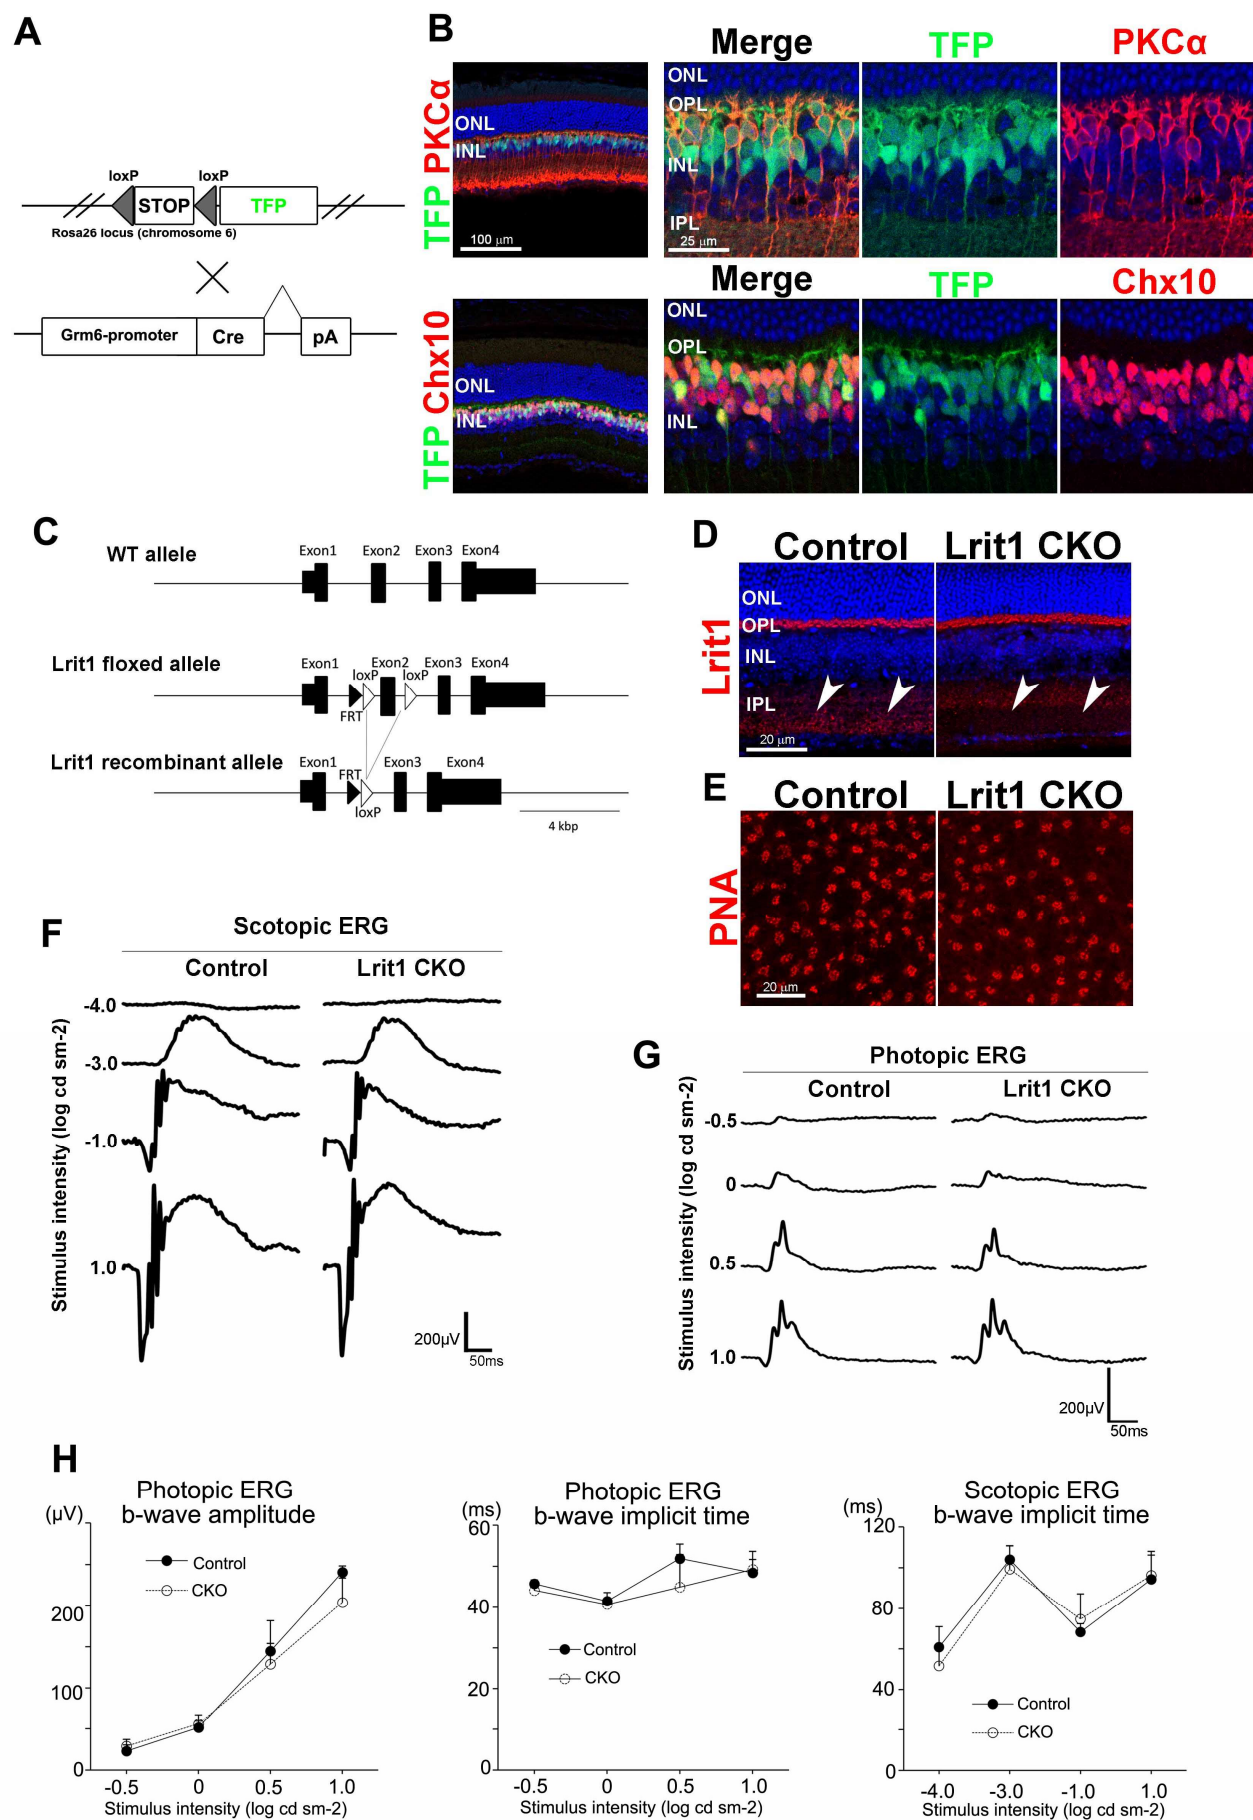 A
loxP
loxP
STOP
TFP
Rosa26 locus (chromosome 6)
Grm6-promoter
Cre
pA
B
Merge
TFP
PKCα
TFP PKCα
ONL
INL
100 μm
ONL
OPL
INL
IPL
25 μm
Merge
TFP
Chx10
TFP Chx10
ONL
INL
ONL
OPL
INL
C
WT allele
Exon1
Exon2
Exon3
Exon4
Lrit1 floxed allele
Exon1
Exon2
Exon3
Exon4
loxP
loxP
FRT
Lrit1 recombinant allele
Exon1
FRT
Exon3
Exon4
loxP
4 kbp
D
Control
Lrit1 CKO
Lrit1
ONL
OPL
INL
IPL
20 μm
E
Control
Lrit1 CKO
PNA
20 μm
F
Scotopic ERG
Control
Lrit1 CKO
Stimulus intensity (log cd sm-2)
-4.0
-3.0
-1.0
1.0
200μV
50ms
G
Photopic ERG
Control
Lrit1 CKO
Stimulus intensity (log cd sm-2)
-0.5
0
0.5
1.0
200μV
50ms
H
Photopic ERG
b-wave amplitude
(μV)
Control
CKO
200
100
0
-0.5 0 0.5 1.0
Stimulus intensity (log cd sm-2)
Photopic ERG
b-wave implicit time
(ms)
60
40
20
0
Control
CKO
-0.5 0 0.5 1.0
Stimulus intensity (log cd sm-2)
Scotopic ERG
b-wave implicit time
(ms)
120
80
40
0
Control
CKO
-4.0 -3.0 -1.0 1.0
Stimulus intensity (log cd sm-2)